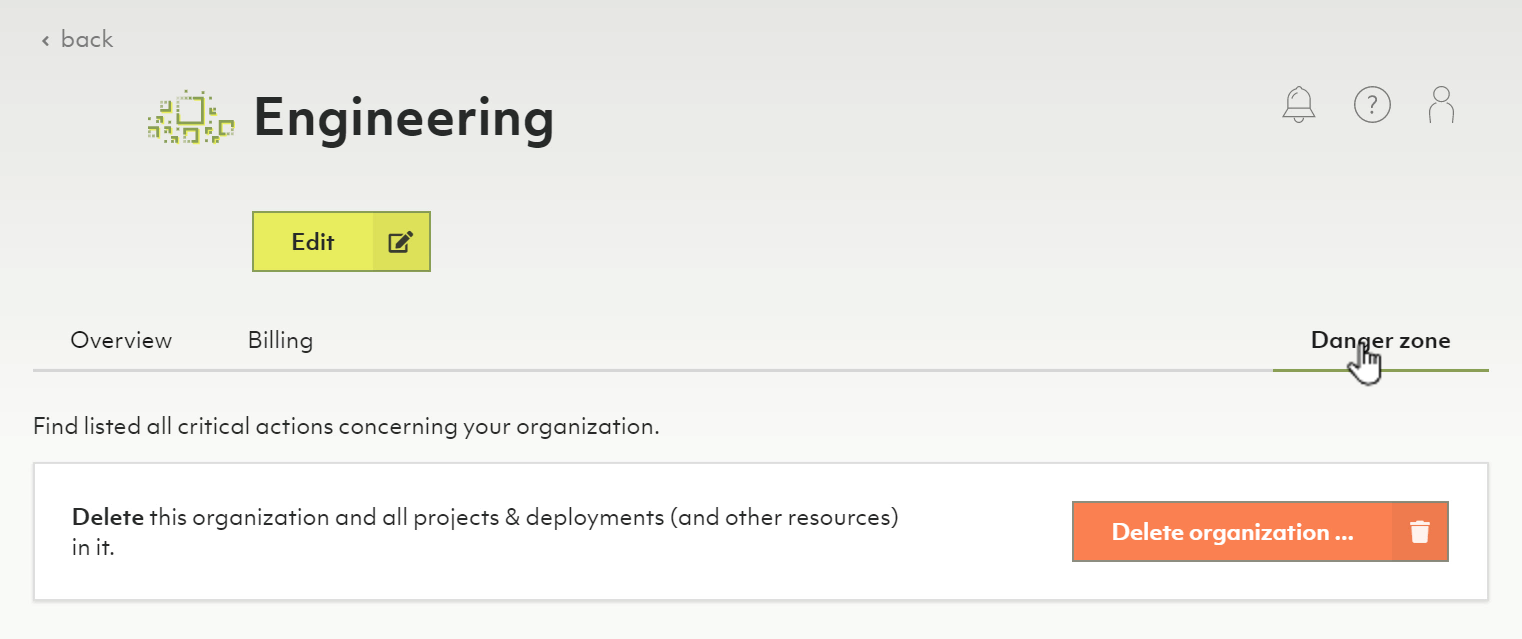 ‹ back
Engineering
?
Edit
Overview
Billing
Danger zone
Find listed all critical actions concerning your organization.
Delete this organization and all projects & deployments (and other resources)
in it.
Delete organization ...